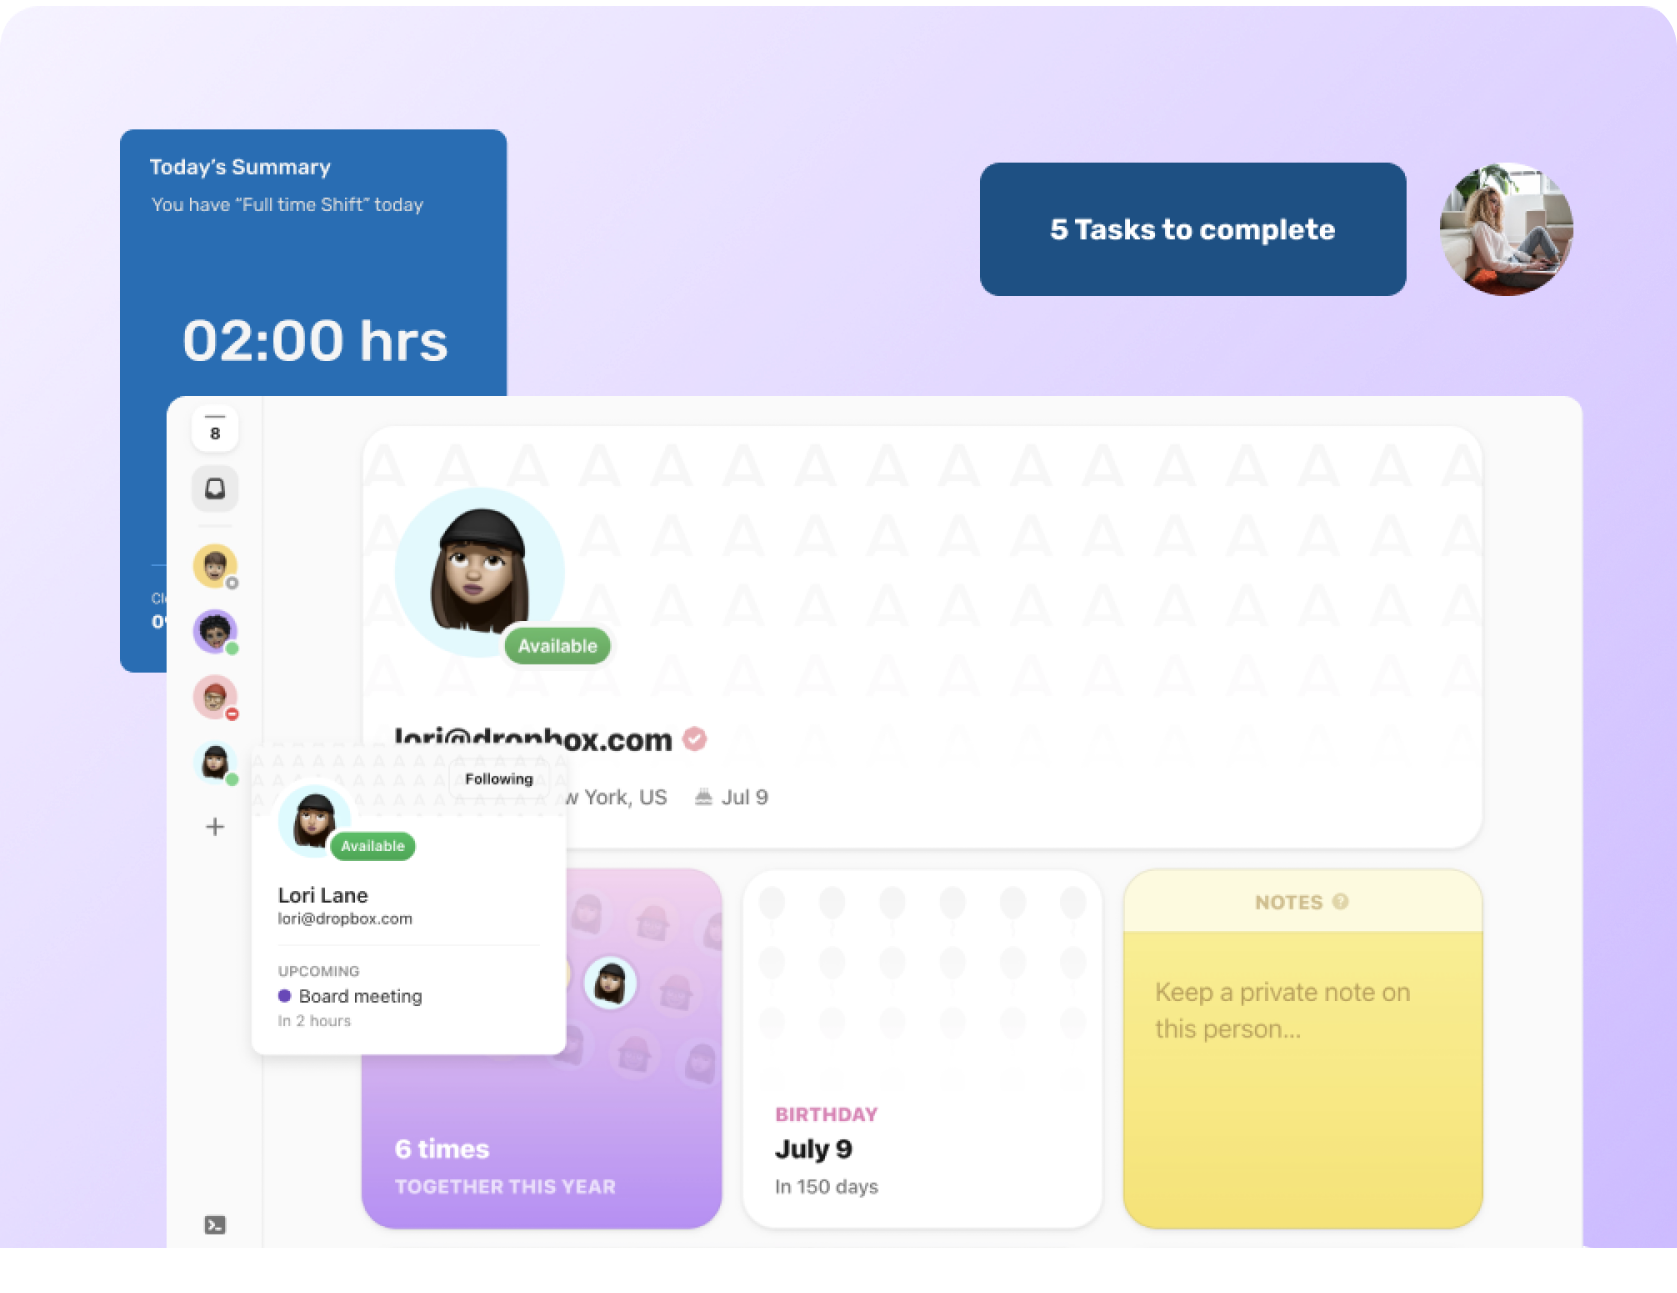 Today's Summary
You have “Full time Shift” today
02:00 hrs
5 Tasks to complete
8
Available
lori@dropbox.com
York, US
Jul 9
Following
Available
Lori Lane
lori@dropbox.com
UPCOMING
Board meeting
In 2 hours
6 times
TOGETHER THIS YEAR
BIRTHDAY
July 9
In 150 days
NOTES ?
Keep a private note on
this person...